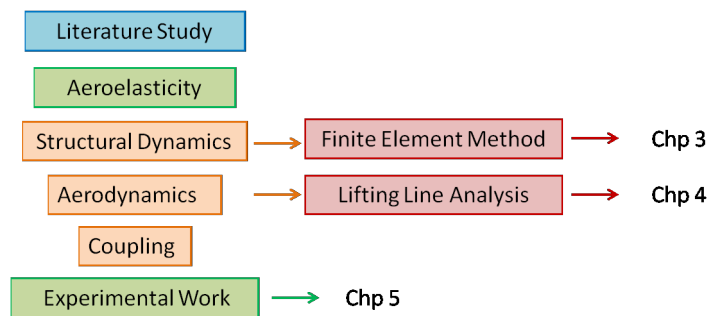 Literature Study
Aeroelasticity
Structural Dynamics Finite Element Method Chp 3
Aerodynamics Lifting Line Analysis Chp 4
Coupling
Experimental Work Chp 5